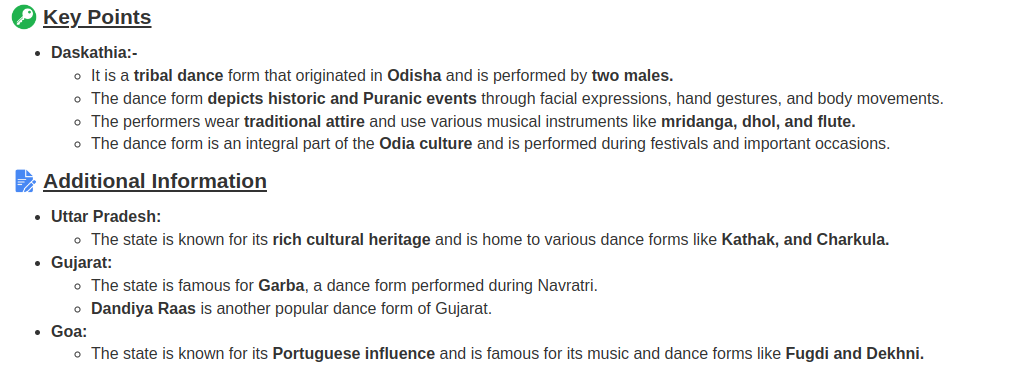 Key Points
• Daskathia:-
◦ It is a tribal dance form that originated in Odisha and is performed by two males.
◦ The dance form depicts historic and Puranic events through facial expressions, hand gestures, and body movements.
◦ The performers wear traditional attire and use various musical instruments like mridanga, dhol, and flute.
◦ The dance form is an integral part of the Odia culture and is performed during festivals and important occasions.
Additional Information
• Uttar Pradesh:
◦ The state is known for its rich cultural heritage and is home to various dance forms like Kathak, and Charkula.
• Gujarat:
◦ The state is famous for Garba, a dance form performed during Navratri.
◦ Dandiya Raas is another popular dance form of Gujarat.
• Goa:
◦ The state is known for its Portuguese influence and is famous for its music and dance forms like Fugdi and Dekhni.